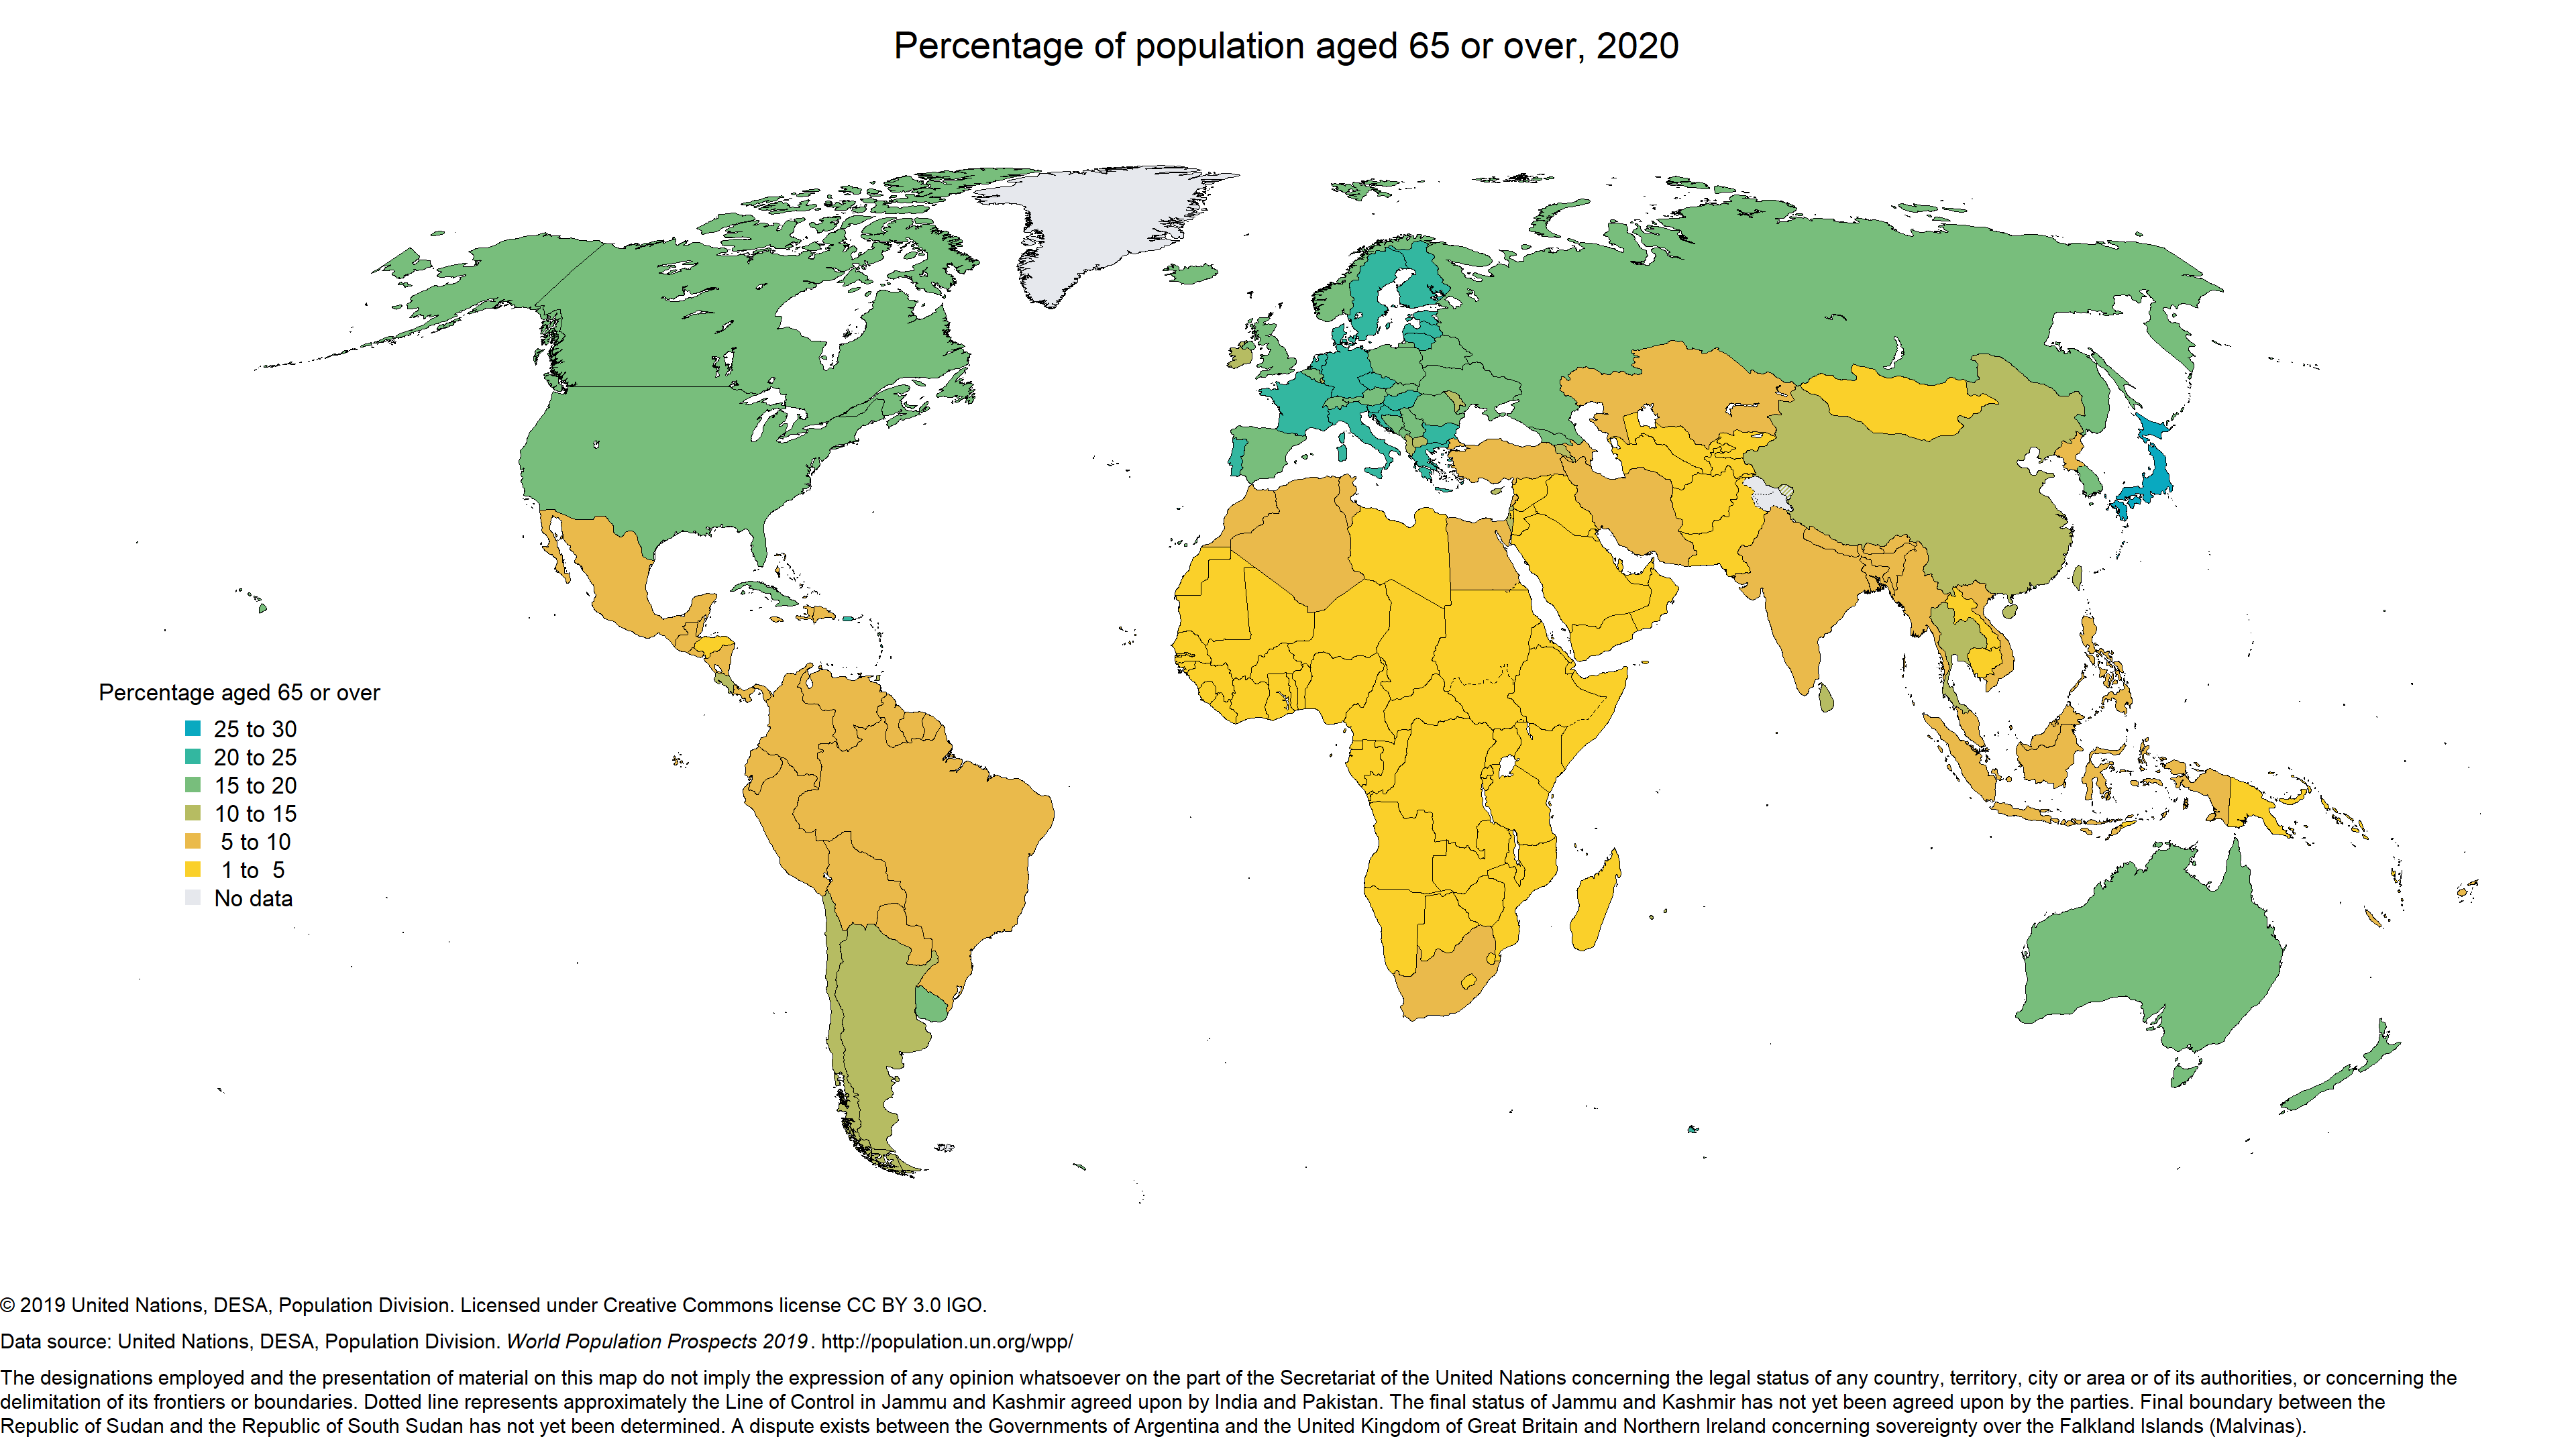 Percentage of population aged 65 or over, 2020
Percentage aged 65 or over
25 to 30
20 to 25
15 to 20
10 to 15
5 to 10
1 to 5
No data
© 2019 United Nations, DESA, Population Division. Licensed under Creative Commons license CC BY 3.0 IGO.
Data source: United Nations, DESA, Population Division. World Population Prospects 2019. http://population.un.org/wpp/
The designations employed and the presentation of material on this map do not imply the expression of any opinion whatsoever on the part of the Secretariat of the United Nations concerning the legal status of any country, territory, city or area or of its authorities, or concerning the
delimitation of its frontiers or boundaries. Dotted line represents approximately the Line of Control in Jammu and Kashmir agreed upon by India and Pakistan. The final status of Jammu and Kashmir has not yet been agreed upon by the parties. Final boundary between the
Republic of Sudan and the Republic of South Sudan has not yet been determined. A dispute exists between the Governments of Argentina and the United Kingdom of Great Britain and Northern Ireland concerning sovereignty over the Falkland Islands (Malvinas).